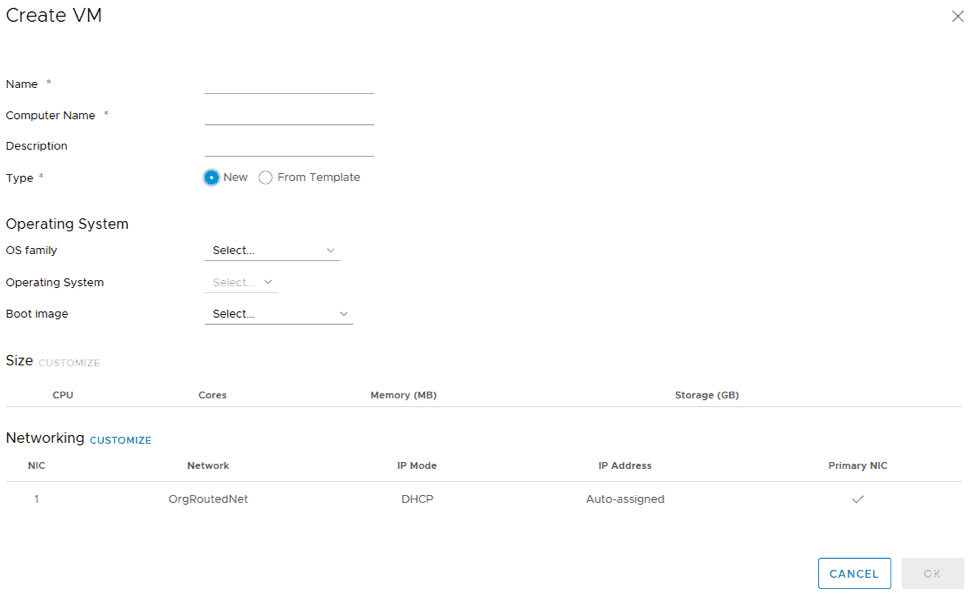 Create VM
Name *
Computer Name *
Description
Type * New From Template
Operating System
OS family Select...
Operating System Select...
Boot image Select...
Size CUSTOMIZE
CPU Cores Memory (MB) Storage (GB)
Networking CUSTOMIZE
NIC Network IP Mode IP Address Primary NIC
1 OrgRoutedNet DHCP Auto-assigned
CANCEL OK